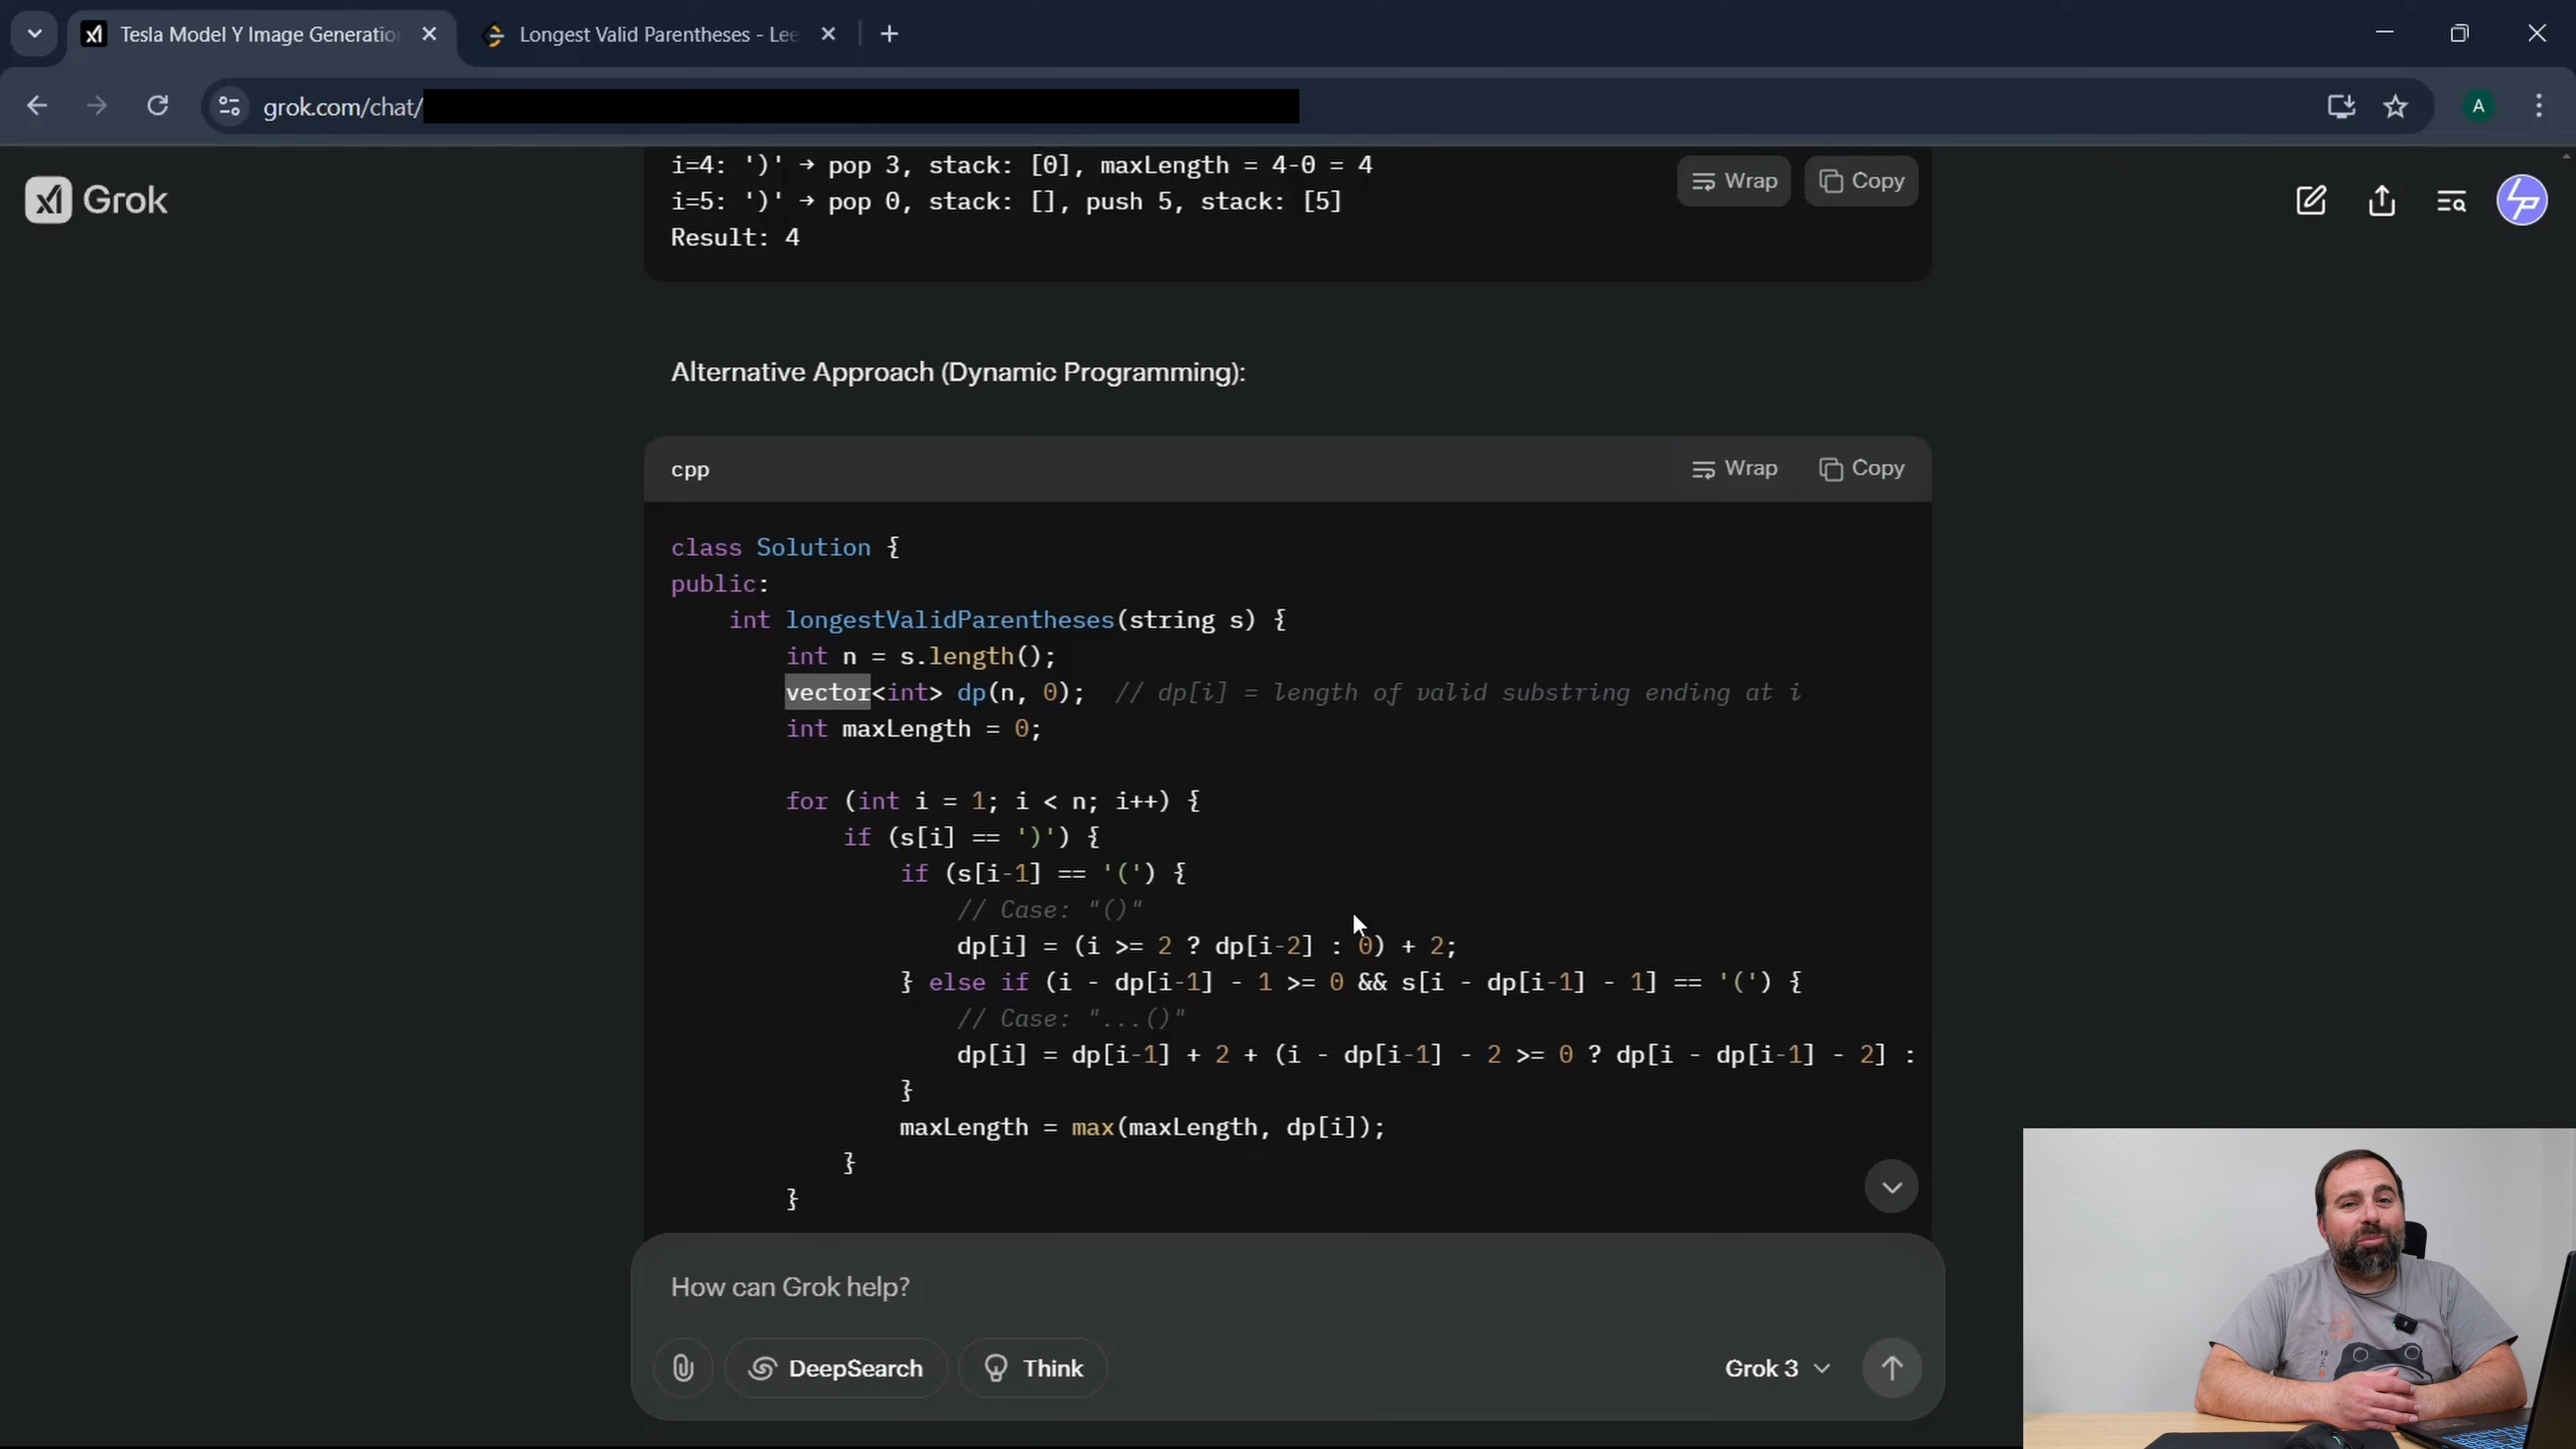 Tesla Model Y Image Generatio
Longest Valid Parentheses - Lee
grok.com/chat/
A
Grok
i=4: ')' → pop 3, stack: [0], maxLength = 4-0 = 4
i=5: ')' → pop 0, stack: [], push 5, stack: [5]
Result: 4
Wrap
Copy
Alternative Approach (Dynamic Programming):
cpp
Wrap
Copy
class Solution {
public:
int longestValidParentheses(string s) {
int n = s.length();
vector<int> dp(n, 0);  // dp[i] = length of valid substring ending at i
int maxLength = 0;
for (int i = 1; i < n; i++) {
if (s[i] == ')') {
if (s[i-1] == '(') {
// Case: "()"
dp[i] = (i >= 2 ? dp[i-2] : 0) + 2;
} else if (i - dp[i-1] - 1 >= 0 && s[i - dp[i-1] - 1] == '(') {
// Case: "...()"
dp[i] = dp[i-1] + 2 + (i - dp[i-1] - 2 >= 0 ? dp[i - dp[i-1] - 2] :
}
maxLength = max(maxLength, dp[i]);
}
}
How can Grok help?
DeepSearch
Think
Grok 3